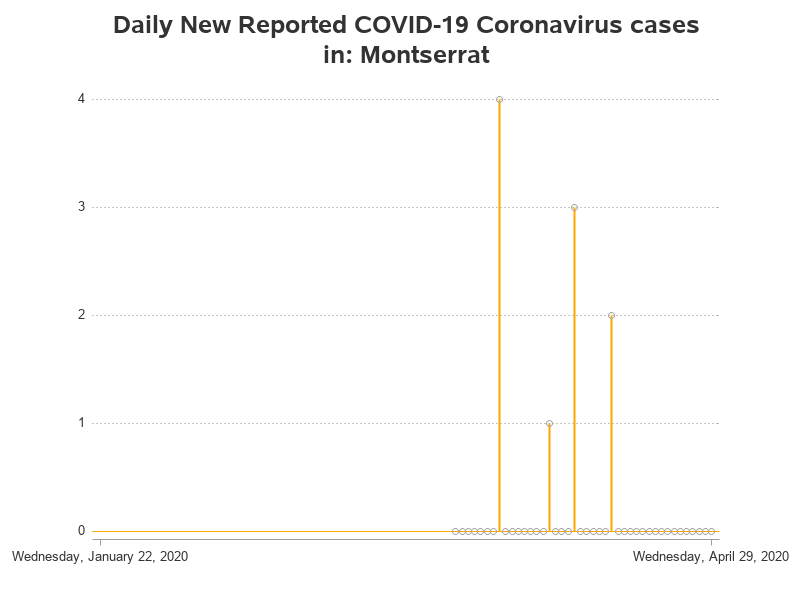 Daily New Reported COVID-19 Coronavirus cases
in: Montserrat
4
3
2
1
0
Wednesday, January 22, 2020
Wednesday, April 29, 2020